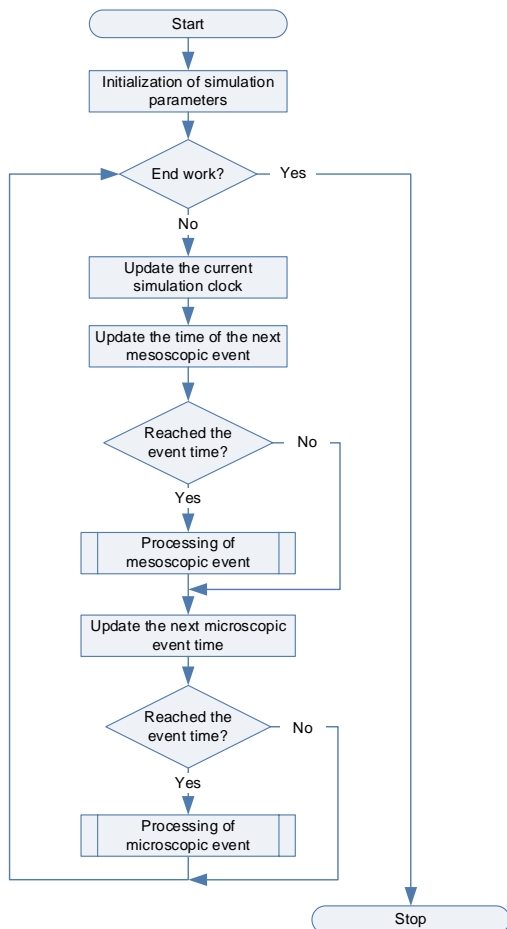 Start
Initialization of simulation
parameters
End work?
Yes
No
Update the current
simulation clock
Update the time of the next
mesoscopic event
Reached the
event time?
No
Yes
Processing of
mesoscopic event
Update the next microscopic
event time
Reached the
event time?
No
Yes
Processing of
microscopic event
Stop